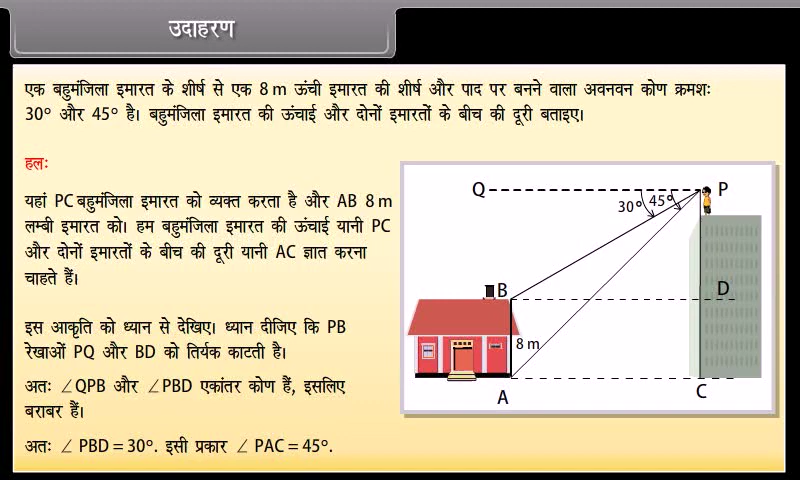 उदाहरण
एक बहुमंजिला इमारत के शीर्ष से एक 8 m ऊंची इमारत की शीर्ष और पाद पर बनने वाला अवनवन कोण क्रमशः
30° और 45° है। बहुमंजिला इमारत की ऊंचाई और दोनों इमारतों के बीच की दूरी बताइए।
हलः
यहां PC बहुमंजिला इमारत को व्यक्त करता है और AB 8 m
लम्बी इमारत को। हम बहुमंजिला इमारत की ऊंचाई यानी PC
और दोनों इमारतों के बीच की दूरी यानी AC ज्ञात करना
चाहते हैं।
इस आकृति को ध्यान से देखिए। ध्यान दीजिए कि PB
रेखाओं PQ और BD को तिर्यक काटती है।
अतः ∠QPB और ∠PBD एकांतर कोण हैं, इसलिए
बराबर हैं।
अतः ∠ PBD = 30°. इसी प्रकार ∠ PAC = 45°.
Q P
30° 45°
B D
8 m
A C